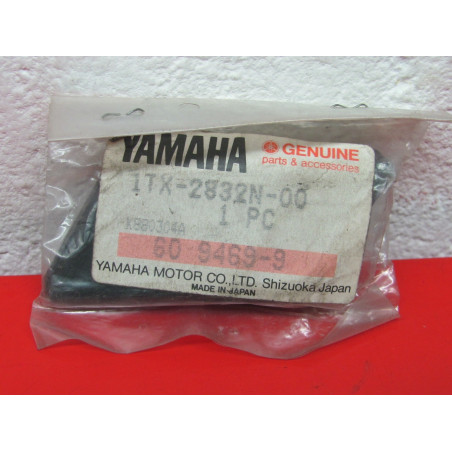 YAMAHA GENUINE
parts & accessories
1TX-2832N-00
1 PC
K880304A
60 9469-9
YAMAHA MOTOR CO.,LTD. Shizuoka Japan
MADE IN JAPAN